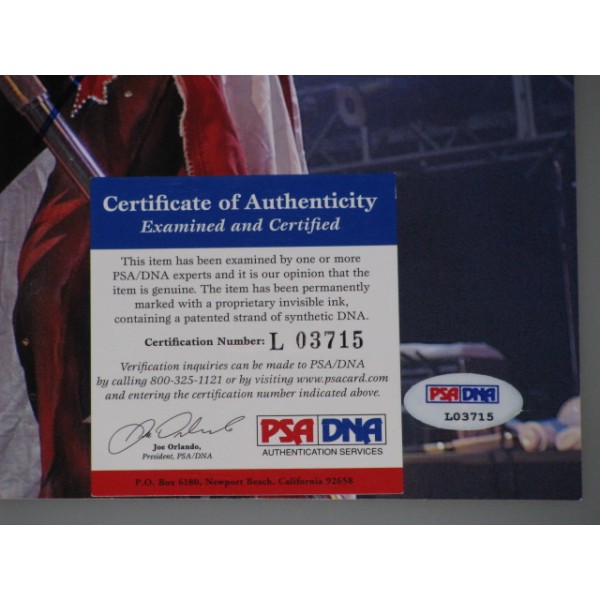 Certificate of Authenticity
Examined and Certified
This item has been examined by one or more
PSA/DNA experts and it is our opinion that the
item is genuine. The item has been permanently
marked with a proprietary invisible ink,
containing a patented strand of synthetic DNA.
Certification Number: L 03715
Verification inquiries can be made to PSA/DNA
by calling 800-325-1121 or by visiting www.psacard.com
and entering the certification number indicated above.
Joe Orlando,
President, PSA/DNA
PSA DNA
AUTHENTICATION SERVICES
P.O. Box 6180, Newport Beach, California 92658
PSA DNA
L03715